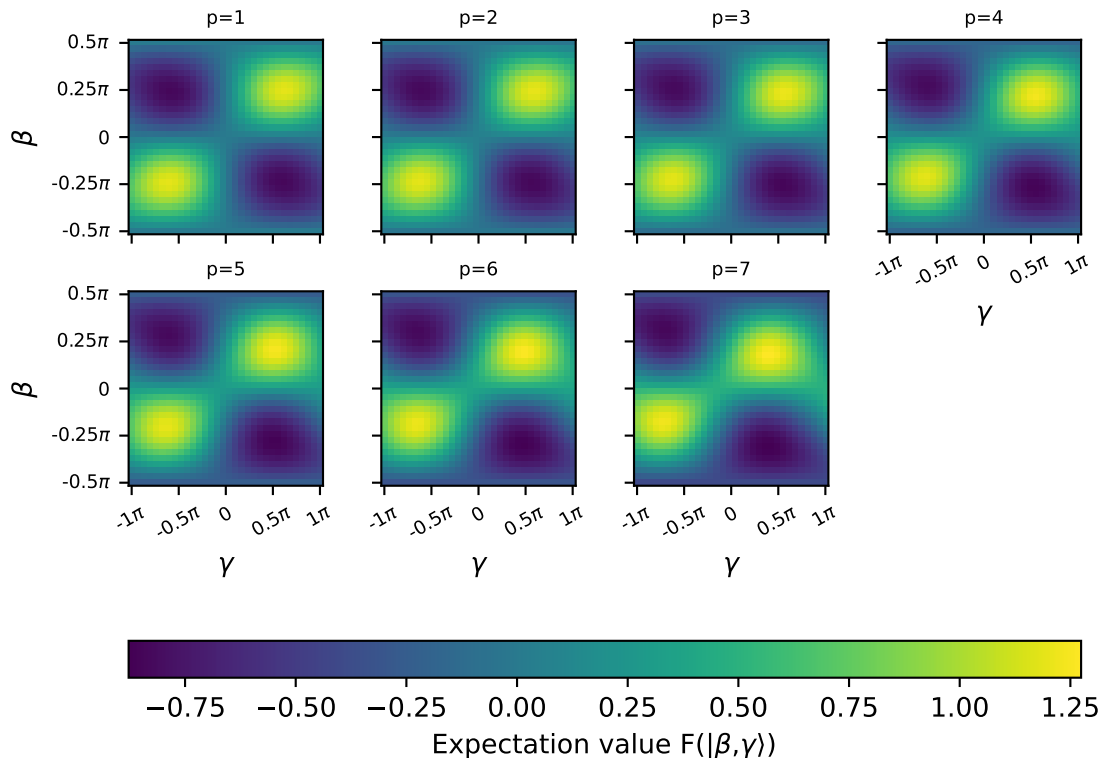 p=1
p=2
p=3
p=4
0.5π
0.25π
0
-0.25π
-0.5π
β
-1π
-0.5π
0
0.5π
1π
γ
p=5
p=6
p=7
0.5π
0.25π
0
-0.25π
-0.5π
β
-1π
-0.5π
0
0.5π
1π
-1π
-0.5π
0
0.5π
1π
-1π
-0.5π
0
0.5π
1π
γ
γ
γ
−0.75
−0.50
−0.25
0.00
0.25
0.50
0.75
1.00
1.25
Expectation value F(|β,γ⟩)